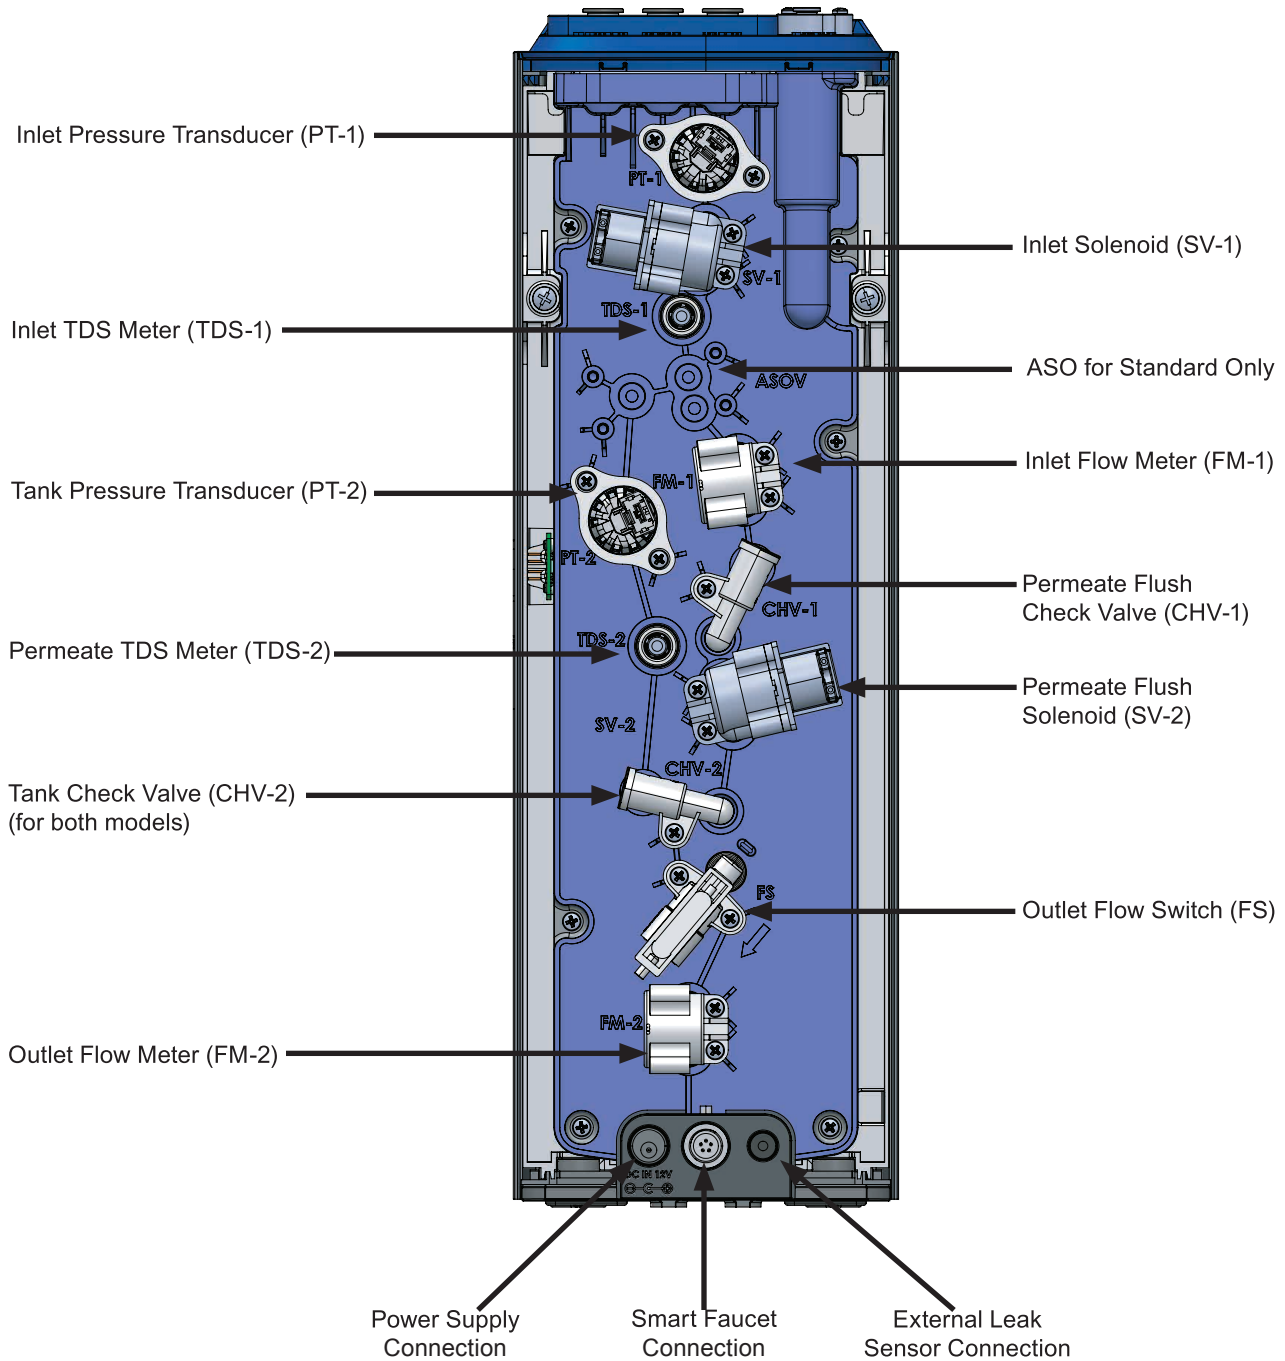 Inlet Pressure Transducer (PT-1)
PT-1
Inlet Solenoid (SV-1)
SV-1
TDS-1
Inlet TDS Meter (TDS-1)
ASO for Standard Only
ASOV
Inlet Flow Meter (FM-1)
FM-1
Tank Pressure Transducer (PT-2)
PT-2
Permeate Flush
Check Valve (CHV-1)
CHV-1
TDS-2
Permeate TDS Meter (TDS-2)
Permeate Flush
Solenoid (SV-2)
SV-2
CHV-2
Tank Check Valve (CHV-2)
(for both models)
FS
Outlet Flow Switch (FS)
FM-2
Outlet Flow Meter (FM-2)
DC IN 12V
Power Supply
Connection
Smart Faucet
Connection
External Leak
Sensor Connection